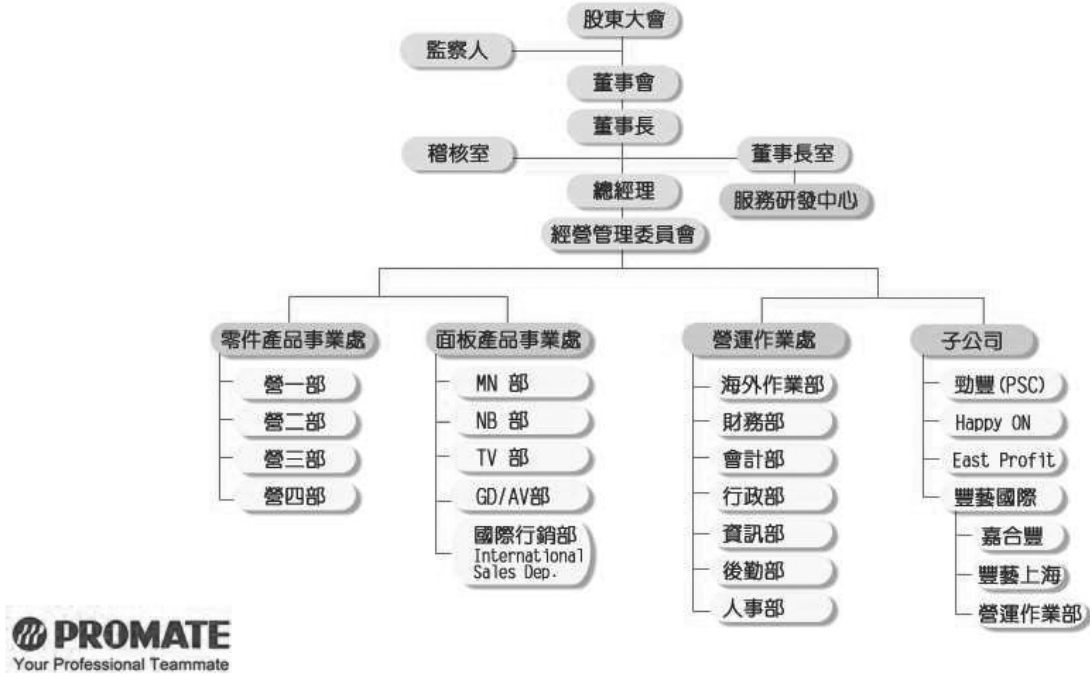 股東大會
監察人
董事會
董事長
稽核室
董事長室
總經理
服務研發中心
經營管理委員會
零件產品事業處
營一部
營二部
營三部
營四部
面板產品事業處
MN 部
NB 部
TV 部
GD/AV部
國際行銷部
International
Sales Dep.
營運作業處
海外作業部
財務部
會計部
行政部
資訊部
後勤部
人事部
子公司
勁豐(PSC)
Happy ON
East Profit
豐藝國際
嘉合豐
豐藝上海
營運作業部
PROMATE
Your Professional Teammate